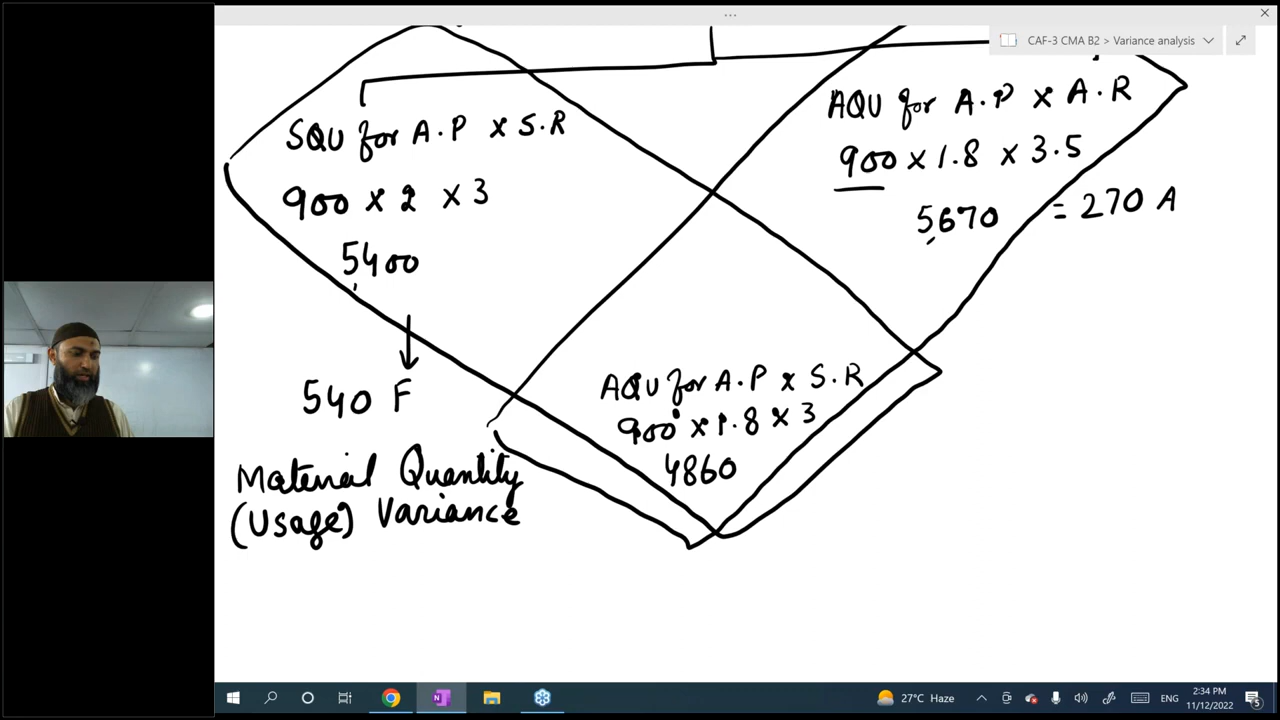 ...
CAF-3 CMA B2 > Variance analysis
SQU for A.P × S.R
900 × 2 × 3
5400
540 F
Material Quantity
(Usage) Variance
AQU for A.P × A.R
900 × 1.8 × 3.5
5670 = 270 A
AQU for A.P × S.R
900 × 1.8 × 3
4860
27°C Haze
ENG
2:34 PM
11/12/2022
5